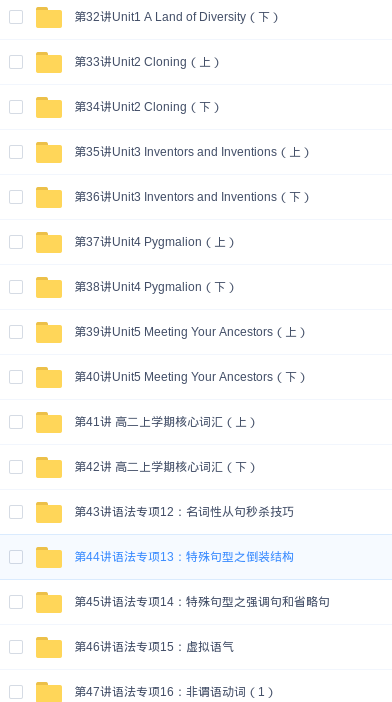 第32讲Unit1 A Land of Diversity（下）
第33讲Unit2 Cloning（上）
第34讲Unit2 Cloning（下）
第35讲Unit3 Inventors and Inventions（上）
第36讲Unit3 Inventors and Inventions（下）
第37讲Unit4 Pygmalion（上）
第38讲Unit4 Pygmalion（下）
第39讲Unit5 Meeting Your Ancestors（上）
第40讲Unit5 Meeting Your Ancestors（下）
第41讲 高二上学期核心词汇（上）
第42讲 高二上学期核心词汇（下）
第43讲语法专项12：名词性从句秒杀技巧
第44讲语法专项13：特殊句型之倒装结构
第45讲语法专项14：特殊句型之强调句和省略句
第46讲语法专项15：虚拟语气
第47讲语法专项16：非谓语动词（1）